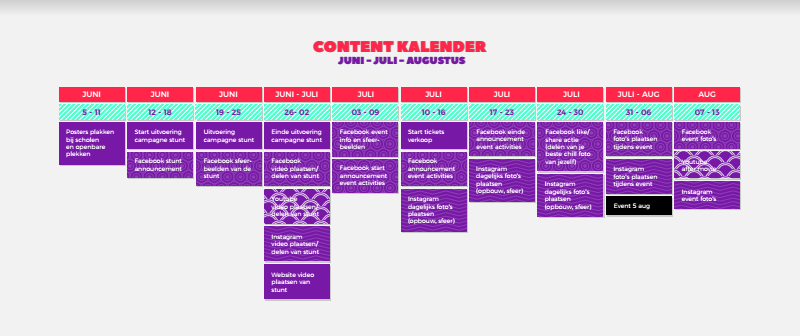 CONTENT KALENDER
JUNI - JULI - AUGUSTUS
JUNI
5 - 11
Posters plakken
bij scholen
en openbare
plekken
JUNI
12 - 18
Start uitvoering
campagne stunt
Facebook stunt
announcement
JUNI
19 - 25
Uitvoering
campagne stunt
Facebook sfeer-
beelden van de
stunt
JUNI - JULI
26- 02
Einde uitvoering
campagne stunt
Facebook
video plaatsen/
delen van stunt
Youtube
video plaatsen/
delen van stunt
Instagram
video plaatsen/
delen van stunt
Website video
plaatsen van
stunt
JULI
03 - 09
Facebook event
info en sfeer-
beelden
Facebook start
announcement
event activities
JULI
10 - 16
Start tickets
verkoop
Facebook
announcement
event activities
Instagram
dagelijks foto's
plaatsen
(opbouw, sfeer)
JULI
17 - 23
Facebook einde
announcement
event activities
Instagram
dagelijks foto's
plaatsen
(opbouw, sfeer)
JULI
24 - 30
Facebook like/
share actie
(delen van je
beste chill foto
van jezelf)
Instagram
dagelijks foto's
plaatsen
(opbouw, sfeer)
JULI - AUG
31 - 06
Facebook
foto's plaatsen
tijdens event
Instagram
foto's plaatsen
tijdens event
Event 5 aug
AUG
07 - 13
Facebook
event foto's
Youtube
aftermovie
Instagram
event foto's